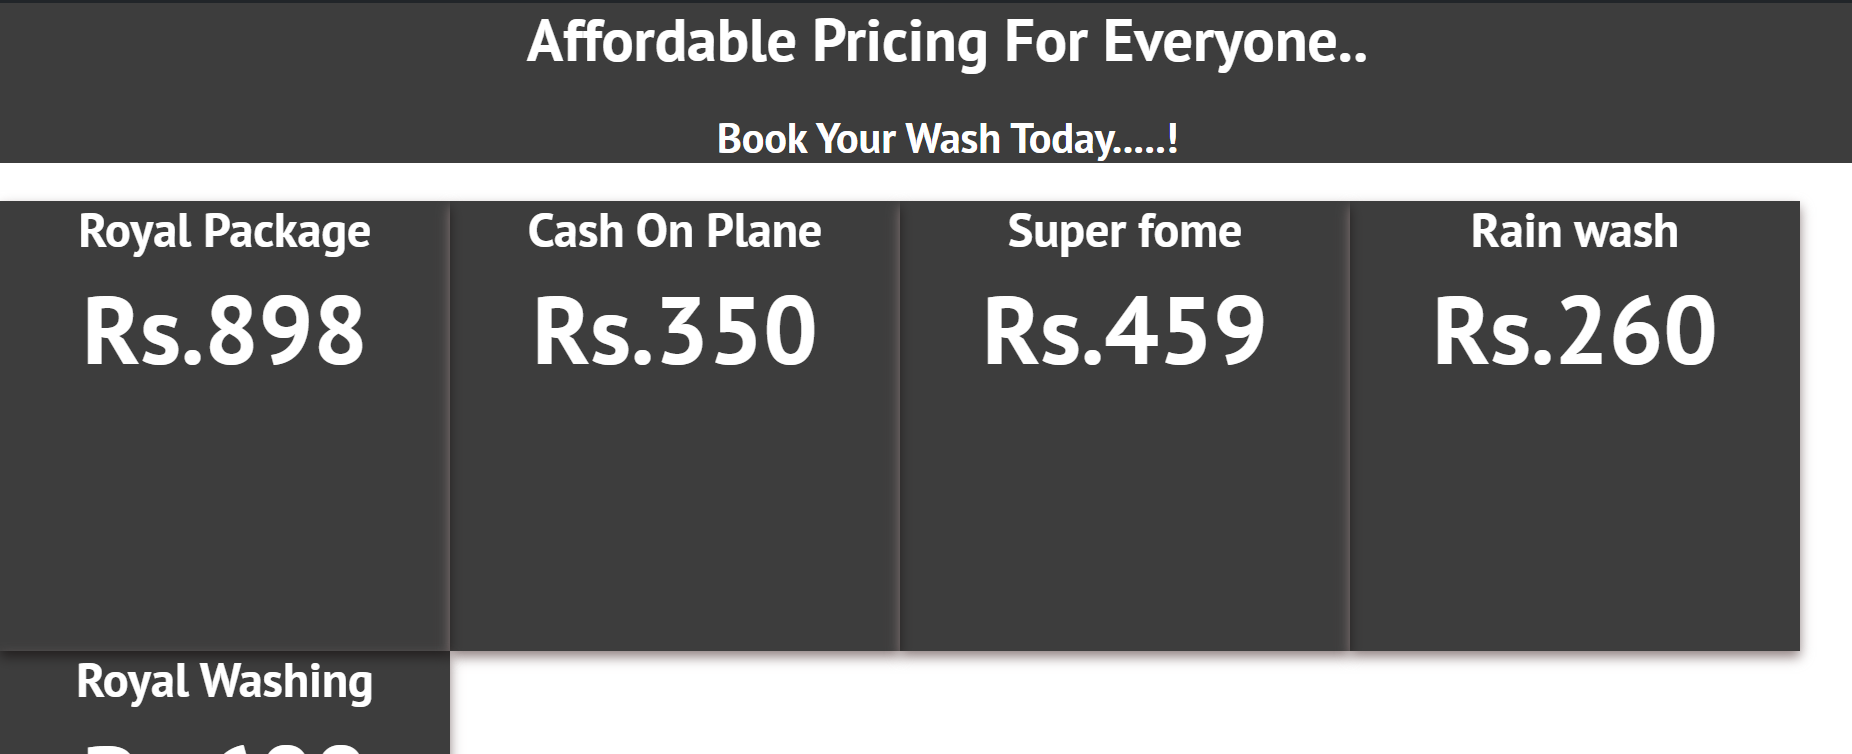 Affordable Pricing For Everyone..
Book Your Wash Today.....!
Royal Package
Rs.898
Cash On Plane
Rs.350
Super fome
Rs.459
Rain wash
Rs.260
Royal Washing